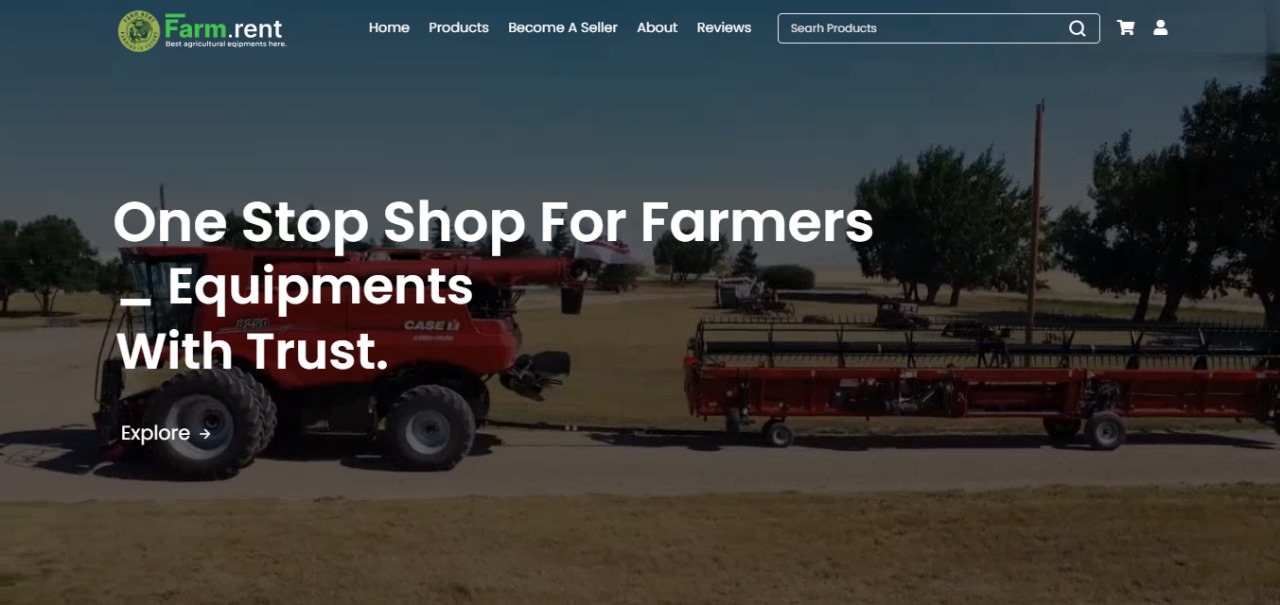 Farm.rent
Best agricultural eqipments here.
Home Products Become A Seller About Reviews
Searh Products
One Stop Shop For Farmers
_ Equipments
With Trust.
8250
CASE IH
Explore →